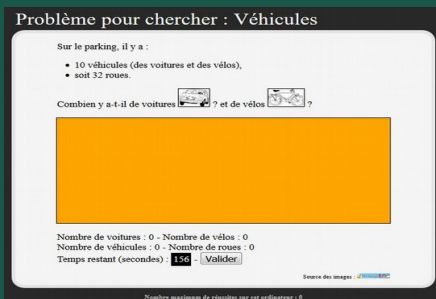 Problème pour chercher : Véhicules
Sur le parking, il y a :
• 10 véhicules (des voitures et des vélos),
• soit 32 roues.
Combien y a-t-il de voitures ? et de vélos ?
Nombre de voitures : 0 - Nombre de vélos : 0
Nombre de véhicules : 0 - Nombre de roues : 0
Temps restant (secondes) : 156 - Valider
Source des images :
Nombre maximum de réussites sur cet ordinateur : 0